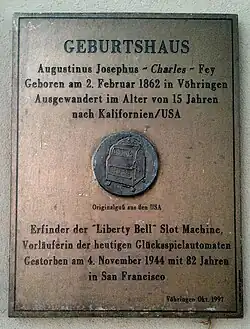 GEBURTSHAUS
Augustinus Josephus ~ Charles ~ Fey
Geboren am 2. Februar 1862 in Vöhringen
Ausgewandert im Alter von 15 Jahren
nach Kalifornien/USA
Originalguß aus den USA
Erfinder der "Liberty Bell" Slot Machine,
Vorläuferin der heutigen Glücksspielautomaten
Gestorben am 4. November 1944 mit 82 Jahren
in San Francisco
Vöhringen Okt. 1997